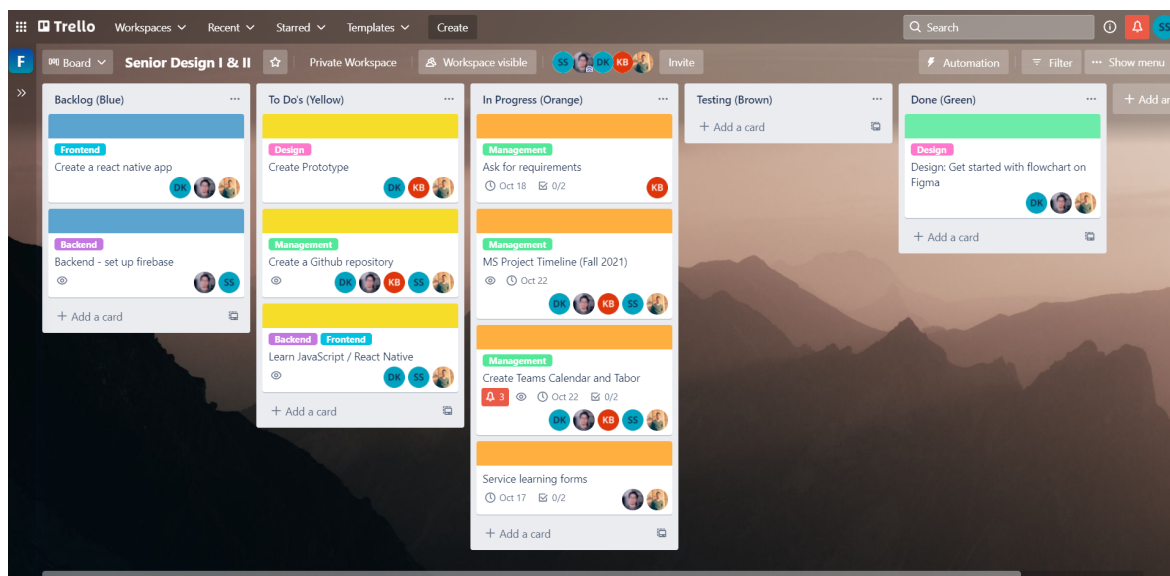 Trello Workspaces Recent Starred Templates Create Search SS
F Board Senior Design I & II Private Workspace Workspace visible SS DK KB Invite Automation Filter ··· Show menu
Backlog (Blue) ···
Frontend
Create a react native app
DK
Backend
Backend - set up firebase
SS
+ Add a card
To Do's (Yellow) ···
Design
Create Prototype
DK KB
Management
Create a Github repository
DK KB SS
Backend Frontend
Learn JavaScript / React Native
DK SS
+ Add a card
In Progress (Orange) ···
Management
Ask for requirements
Oct 18 0/2 KB
Management
MS Project Timeline (Fall 2021)
Oct 22
DK KB SS
Management
Create Teams Calendar and Tabor
3 Oct 22 0/2
DK KB SS
Service learning forms
Oct 17 0/2
+ Add a card
Testing (Brown) ···
+ Add a card
Done (Green) ···
Design
Design: Get started with flowchart on
Figma
DK
+ Add a card
+ Add an